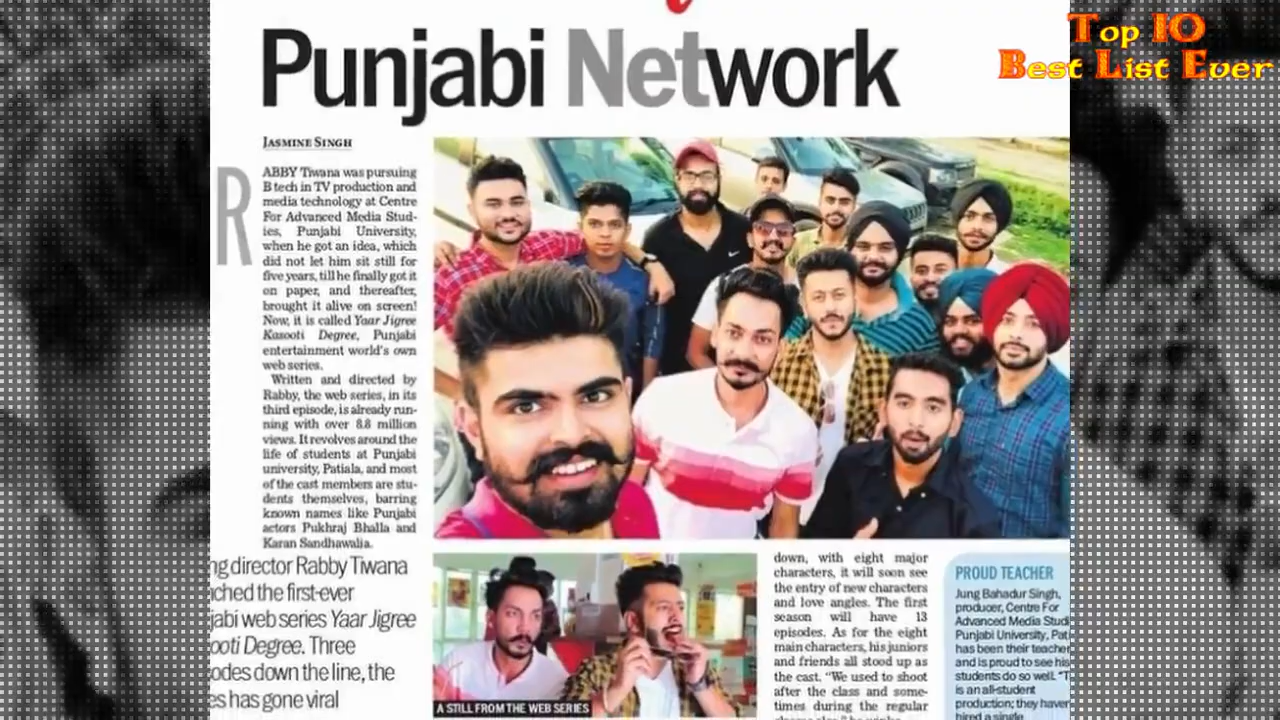 Top 10
Best List Ever
Punjabi Network
JASMINE SINGH
RABBY Tiwana was pursuing
B tech in TV production and
media technology at Centre
For Advanced Media Stud-
ies, Punjabi University,
when he got an idea, which
did not let him sit still for
five years, till he finally got it
on paper, and thereafter,
brought it alive on screen!
Now, it is called Yaar Jigree
Kasooti Degree, Punjabi
entertainment world's own
web series.
Written and directed by
Rabby, the web series, in its
third episode, is already run-
ning with over 8.8 million
views. It revolves around the
life of students at Punjabi
university, Patiala, and most
of the cast members are stu-
dents themselves, barring
known names like Punjabi
actors Pukhraj Bhalla and
Karan Sandhawalia.
ng director Rabby Tiwana
ched the first-ever
jabi web series Yaar Jigree
ooti Degree. Three
odes down the line, the
es has gone viral
A STILL FROM THE WEB SERIES
down, with eight major
characters, it will soon see
the entry of new characters
and love angles. The first
season will have 13
episodes. As for the eight
main characters, his juniors
and friends all stood up as
the cast. "We used to shoot
after the class and some-
times during the regular
PROUD TEACHER
Jung Bahadur Singh,
producer, Centre For
Advanced Media Studi
Punjabi University, Pat
has been their teacher
and is proud to see his
students do so well. "T
is an all-student
production; they haven
hired a single